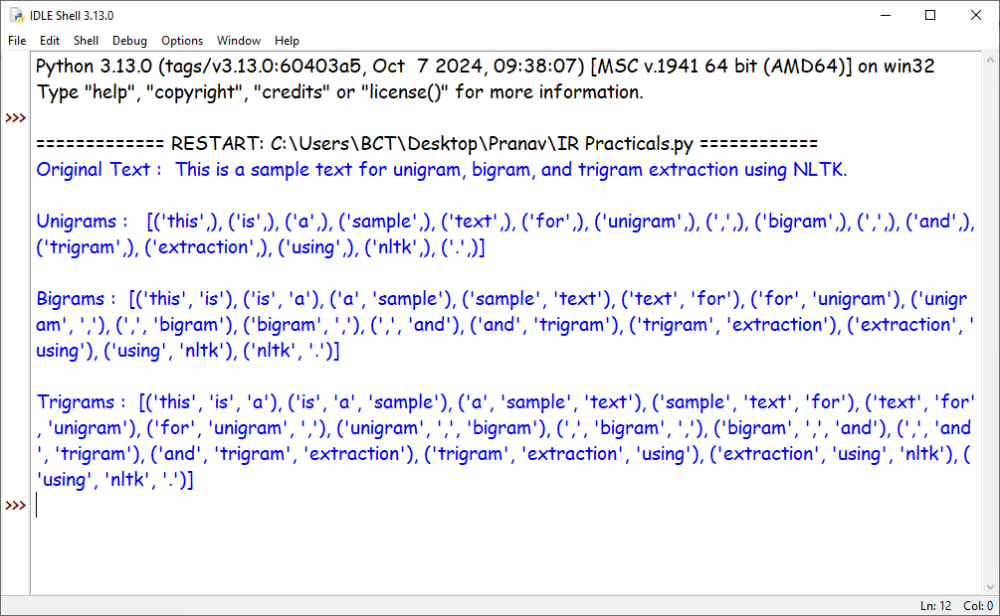 IDLE Shell 3.13.0
File Edit Shell Debug Options Window Help
Python 3.13.0 (tags/v3.13.0:60403a5, Oct  7 2024, 09:38:07) [MSC v.1941 64 bit (AMD64)] on win32
Type "help", "copyright", "credits" or "license()" for more information.
>>>
============= RESTART: C:\Users\BCT\Desktop\Pranav\IR Practicals.py ============
Original Text :  This is a sample text for unigram, bigram, and trigram extraction using NLTK.
Unigrams :   [('this',), ('is',), ('a',), ('sample',), ('text',), ('for',), ('unigram',), (',',), ('bigram',), (',',), ('and',),
('trigram',), ('extraction',), ('using',), ('nltk',), ('.',)]
Bigrams :  [('this', 'is'), ('is', 'a'), ('a', 'sample'), ('sample', 'text'), ('text', 'for'), ('for', 'unigram'), ('unigr
am', ','), (',', 'bigram'), ('bigram', ','), (',', 'and'), ('and', 'trigram'), ('trigram', 'extraction'), ('extraction', '
using'), ('using', 'nltk'), ('nltk', '.')]
Trigrams :  [('this', 'is', 'a'), ('is', 'a', 'sample'), ('a', 'sample', 'text'), ('sample', 'text', 'for'), ('text', 'for'
, 'unigram'), ('for', 'unigram', ','), ('unigram', ',', 'bigram'), (',', 'bigram', ','), ('bigram', ',', 'and'), (',', 'and
', 'trigram'), ('and', 'trigram', 'extraction'), ('trigram', 'extraction', 'using'), ('extraction', 'using', 'nltk'), (
'using', 'nltk', '.')]
>>>
Ln: 12 Col: 0